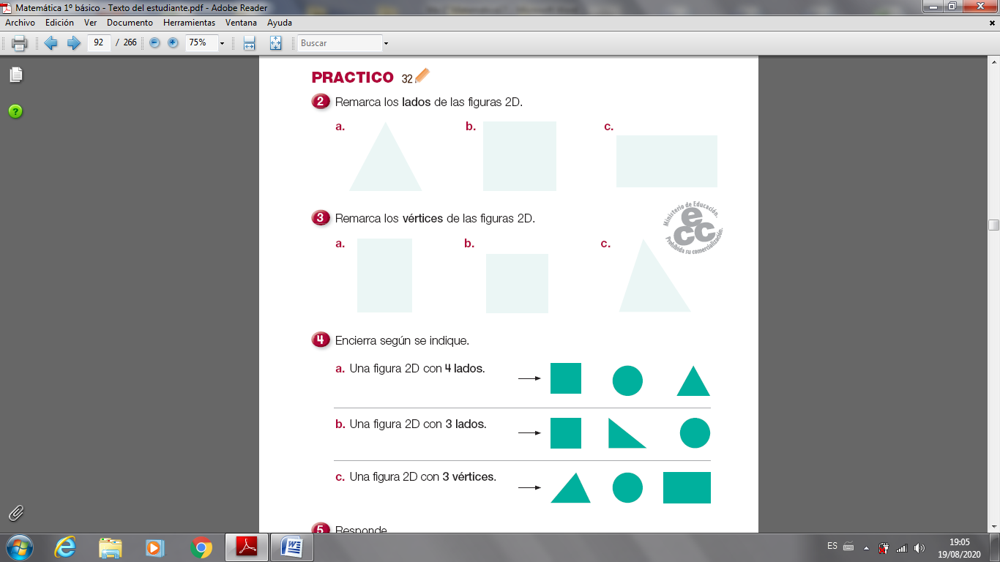 Matemática 1º básico - Texto del estudiante.pdf - Adobe Reader
Archivo Edición Ver Documento Herramientas Ventana Ayuda
92 / 266 75% Buscar
PRACTICO 32
2 Remarca los lados de las figuras 2D.
a. b. c.
3 Remarca los vértices de las figuras 2D.
Ministerio de Educación.
ecc
Prohibida su comercialización.
a. b. c.
4 Encierra según se indique.
a. Una figura 2D con 4 lados.
b. Una figura 2D con 3 lados.
c. Una figura 2D con 3 vértices.
5 Responde
ES 19:05
19/08/2020